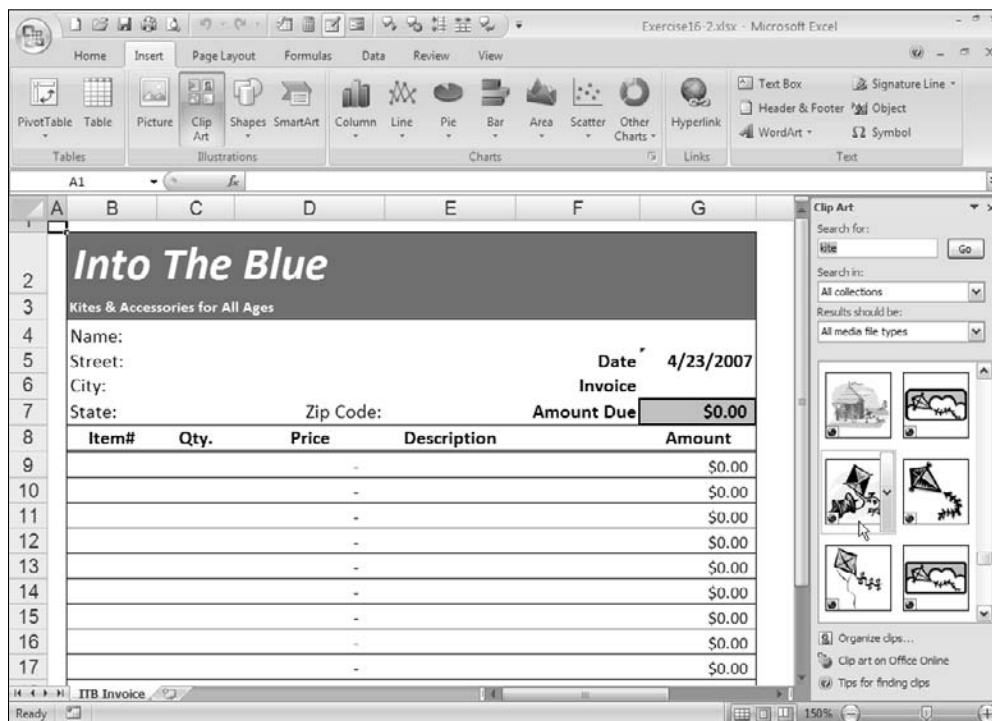 Exercise16-2.xlsx - Microsoft Excel
Home Insert Page Layout Formulas Data Review View
PivotTable Table Picture Clip Art Shapes SmartArt Column Line Pie Bar Area Scatter Other Charts Hyperlink
Text Box
Header & Footer
WordArt
Signature Line
Object
Symbol
Tables Illustrations Charts Links Text
A1 fx
A B C D E F G
1
2 Into The Blue
3 Kites & Accessories for All Ages
4 Name:
5 Street: Date 4/23/2007
6 City: Invoice
7 State: Zip Code: Amount Due $0.00
8 Item# Qty. Price Description Amount
9 - $0.00
10 - $0.00
11 - $0.00
12 - $0.00
13 - $0.00
14 - $0.00
15 - $0.00
16 - $0.00
17 - $0.00
ITB Invoice
Ready 150%
Clip Art
Search for:
kite Go
Search in:
All collections
Results should be:
All media file types
Organize clips...
Clip art on Office Online
Tips for finding clips